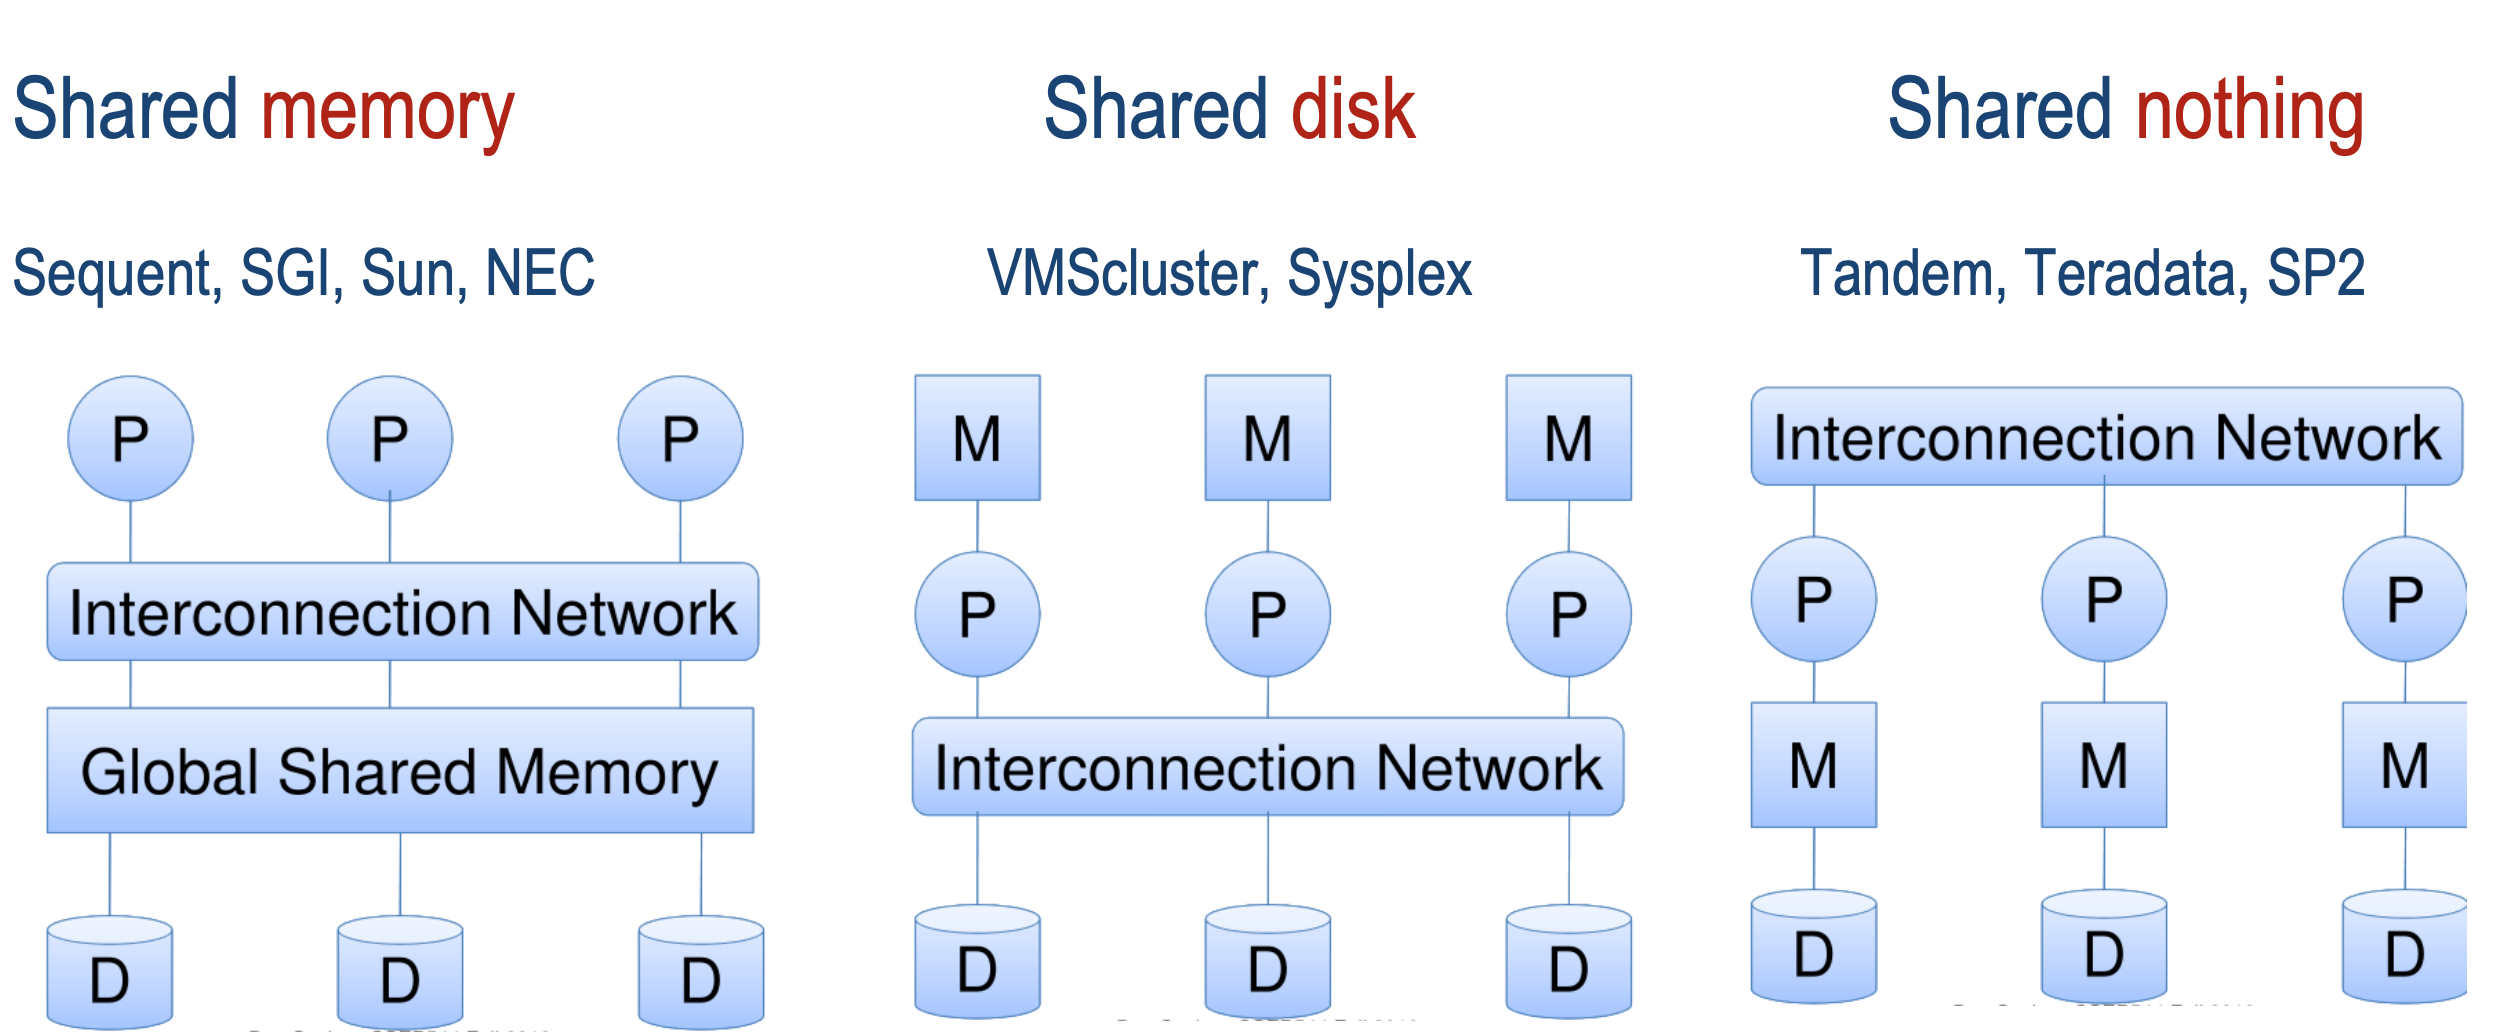 Shared memory
Sequent, SGI, Sun, NEC
P P P
Interconnection Network
Global Shared Memory
D D D
Shared disk
VMScluster, Sysplex
M M M
P P P
Interconnection Network
D D D
Shared nothing
Tandem, Teradata, SP2
Interconnection Network
P P P
M M M
D D D